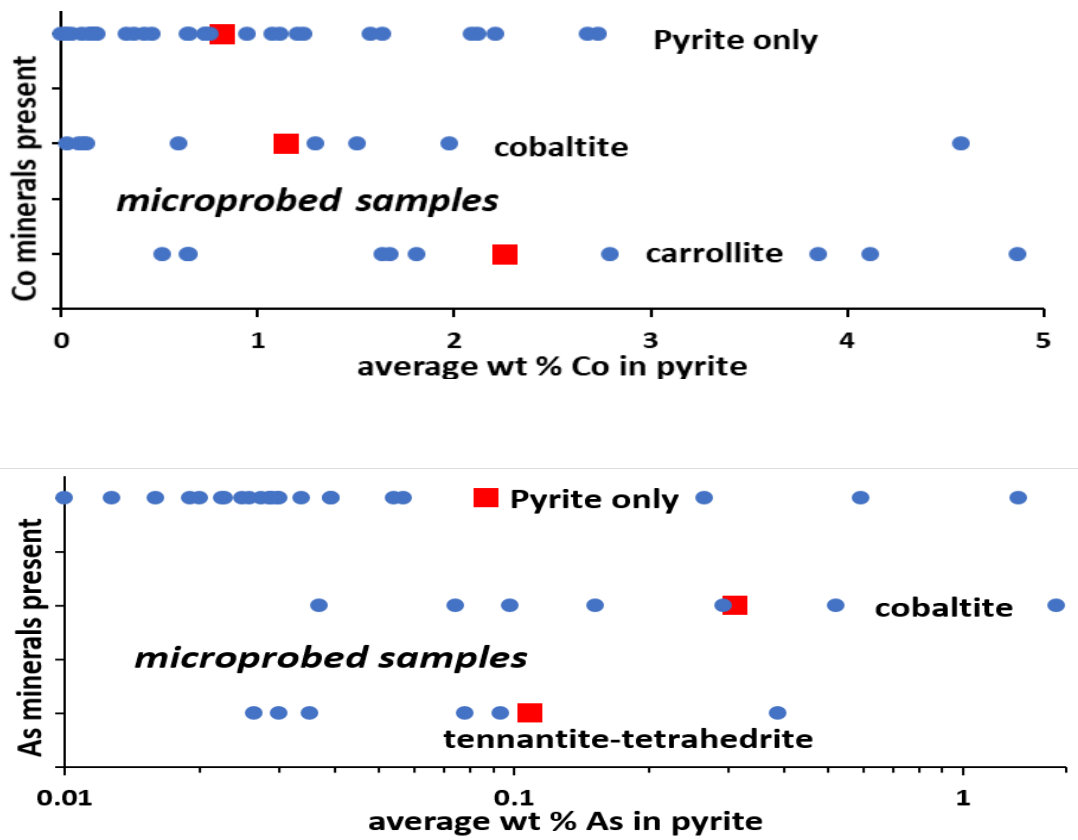 Co minerals present
Pyrite only
cobaltite
microprobed samples
carrollite
0 1 2 3 4 5
average wt % Co in pyrite
As minerals present
Pyrite only
cobaltite
microprobed samples
tennantite-tetrahedrite
0.01 0.1 1
average wt % As in pyrite